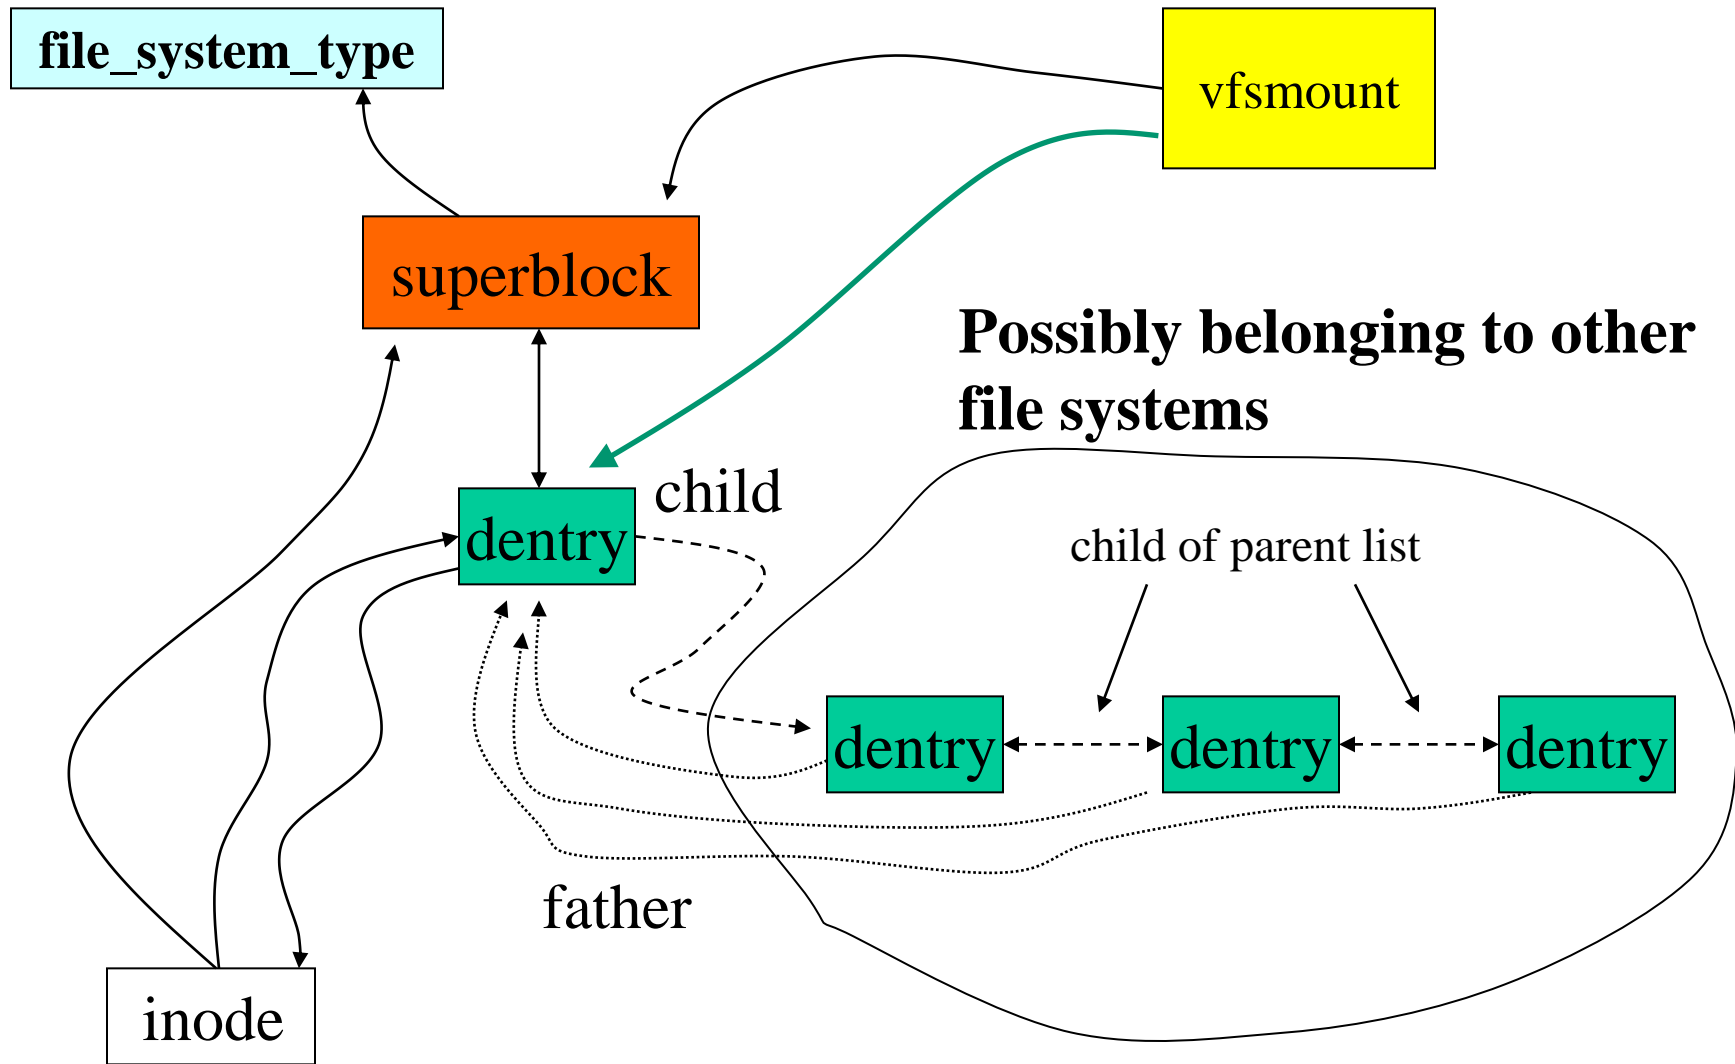 file_system_type
vfsmount
superblock
Possibly belonging to other
file systems
child
dentry
child of parent list
dentry
dentry
dentry
father
inode